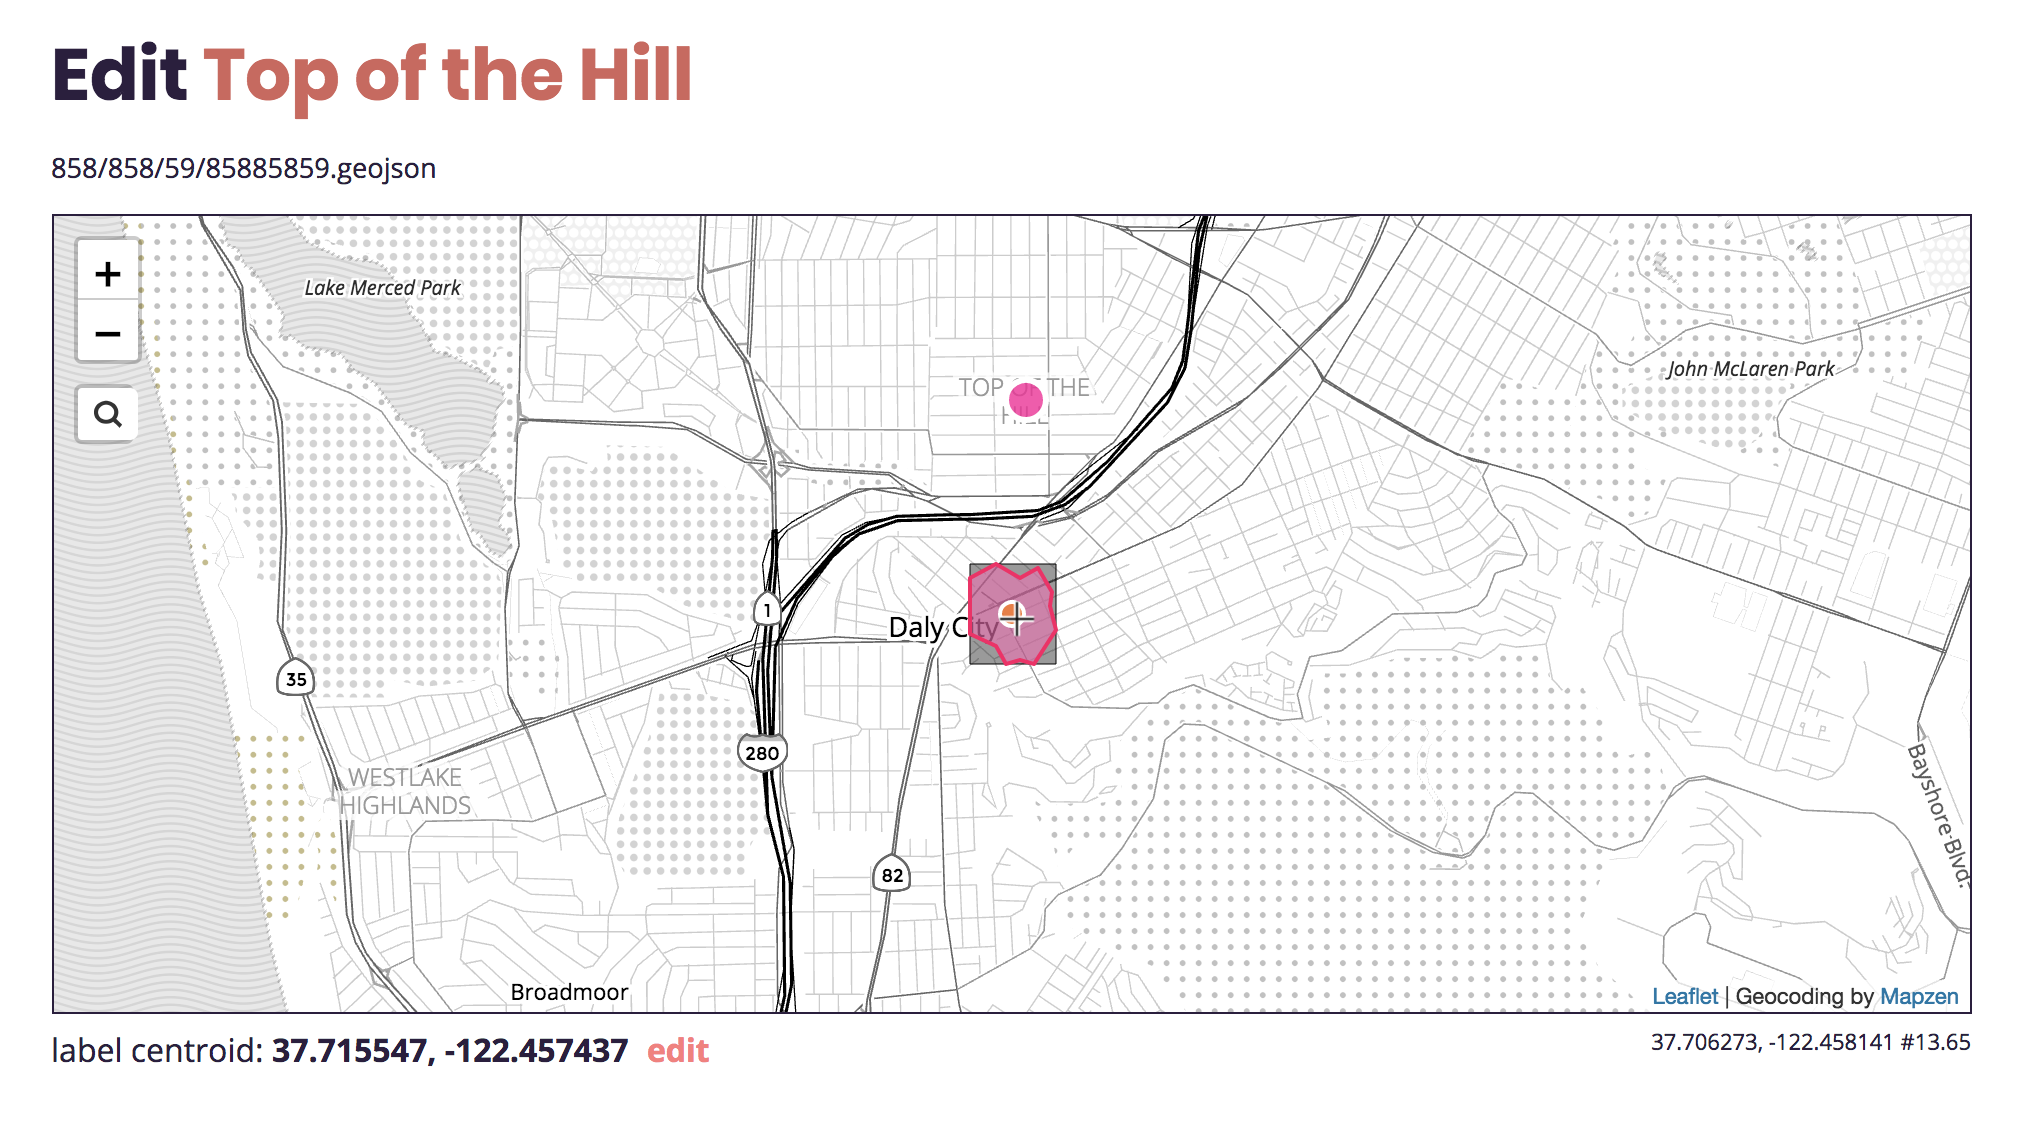 Edit Top of the Hill
858/858/59/85885859.geojson
+
−
Lake Merced Park
TOP OF THE
HILL
John McLaren Park
1
Daly City
35
280
WESTLAKE
HIGHLANDS
Bayshore Blvd.
82
Broadmoor
Leaflet | Geocoding by Mapzen
label centroid: 37.715547, -122.457437 edit
37.706273, -122.458141 #13.65